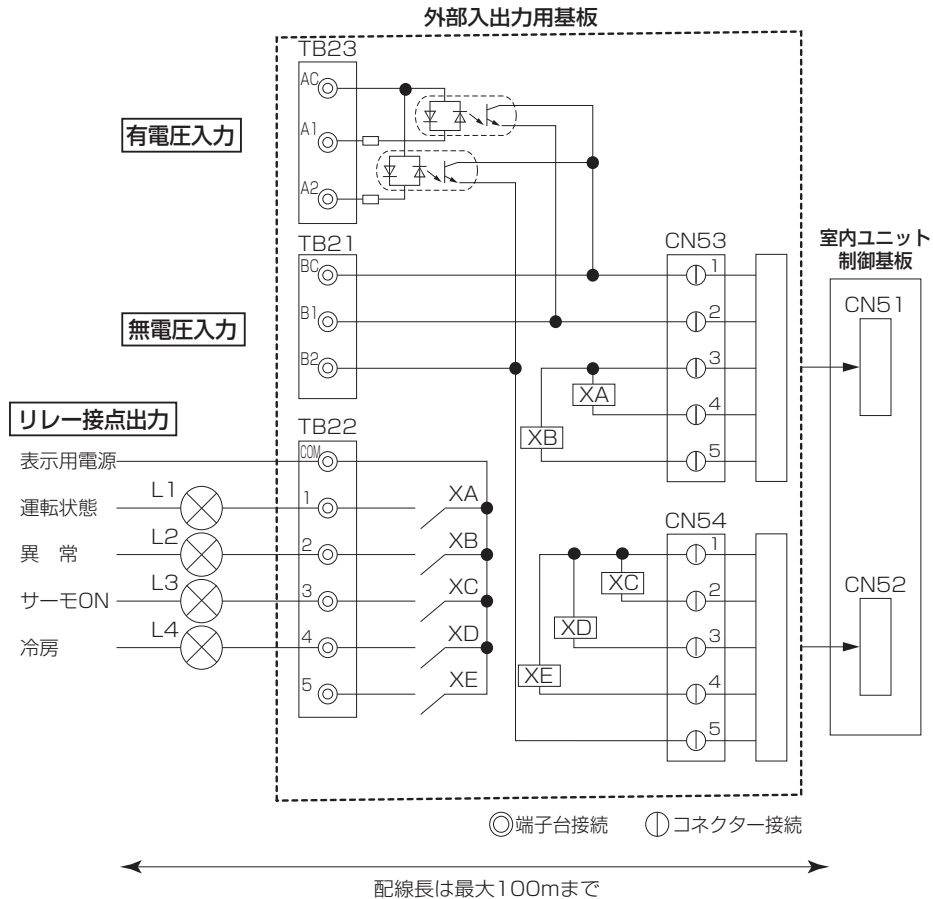 外部入出力用基板
TB23
AC
A1
A2
有電圧入力
TB21
BC
B1
B2
無電圧入力
CN53
1
2
3
4
5
XA
XB
室内ユニット
制御基板
CN51
CN52
リレー接点出力
TB22
表示用電源
COM
運転状態
L1
1
XA
異 常
L2
2
XB
サーモON
L3
3
XC
冷房
L4
4
XD
5
XE
CN54
1
2
3
4
5
XC
XD
XE
端子台接続
コネクター接続
配線長は最大100mまで